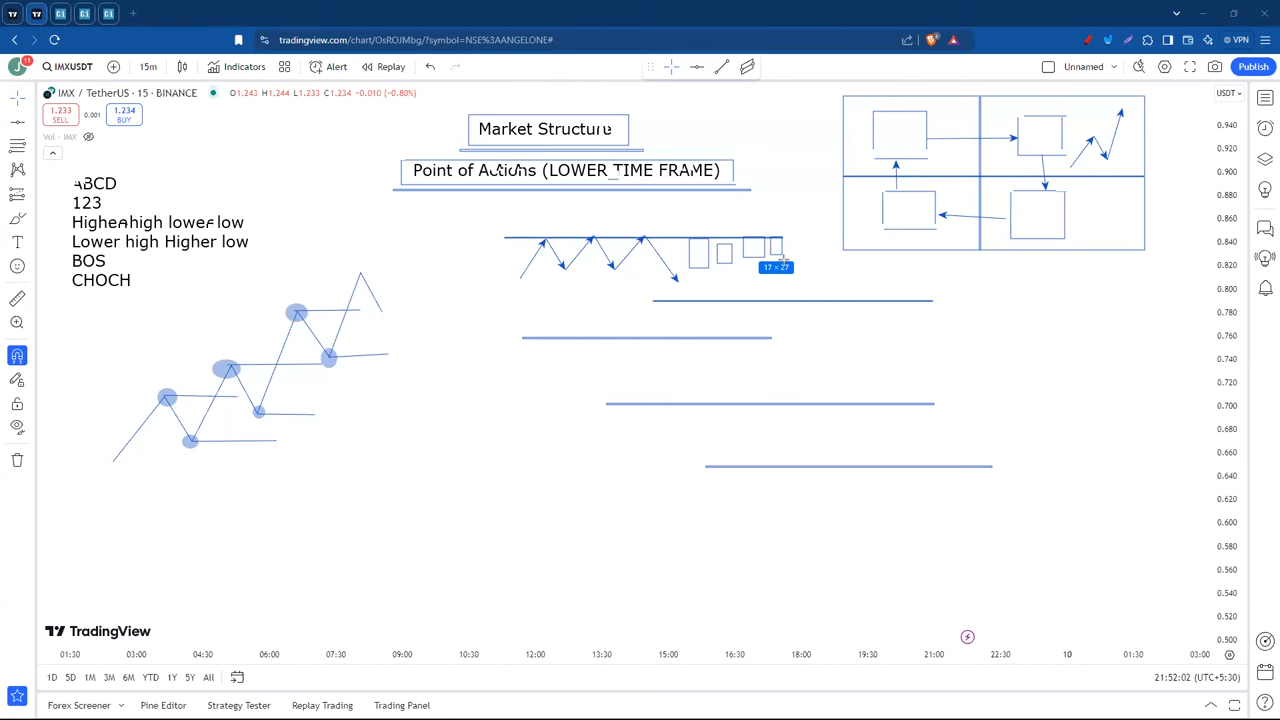 tradingview.com/chart/OsROJMbg/?symbol=NSE%3AANGELONE#
VPN
J 11 IMXUSDT 15m Indicators Alert Replay Unnamed Publish
IMX / TetherUS · 15 · BINANCE O1.243 H1.244 L1.233 C1.234 -0.010 (-0.80%)
USDT
1.233 SELL
0.001
1.234 BUY
Vol · IMX
Market Structure
Point of Actions (LOWER_TIME FRAME)
ABCD
123
Higher high lower low
Lower high Higher low
BOS
CHOCH
17 × 27
0.940
0.920
0.900
0.880
0.860
0.840
0.820
0.800
0.780
0.760
0.740
0.720
0.700
0.680
0.660
0.640
0.620
0.600
0.580
0.560
0.540
0.520
0.500
TradingView
01:30 03:00 04:30 06:00 07:30 09:00 10:30 12:00 13:30 15:00 16:30 18:00 19:30 21:00 22:30 10 01:30 03:00
1D 5D 1M 3M 6M YTD 1Y 5Y All
21:52:02 (UTC+5:30)
Forex Screener Pine Editor Strategy Tester Replay Trading Trading Panel